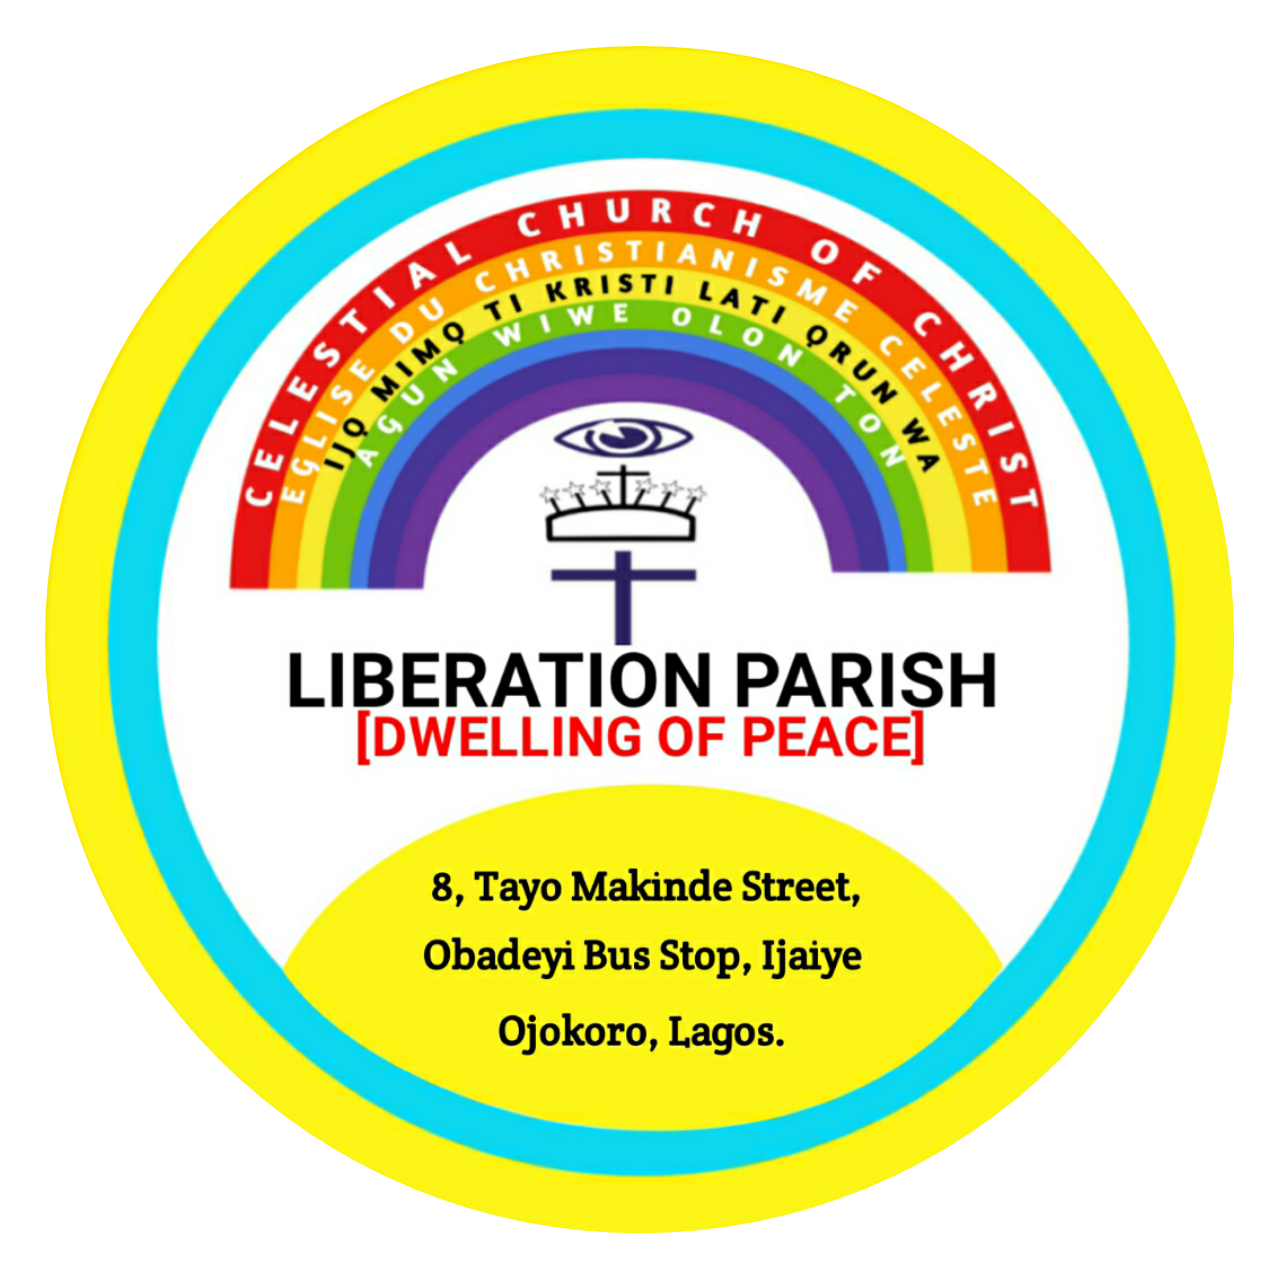 CELESTIAL CHURCH OF CHRIST
EGLISE DU CHRISTIANISME CELESTE
IJỌ MIMỌ TI KRISTI LATI ỌRUN WA
AGUN WIWE OLON TON
LIBERATION PARISH
[DWELLING OF PEACE]
8, Tayo Makinde Street,
Obadeyi Bus Stop, Ijaiye
Ojokoro, Lagos.